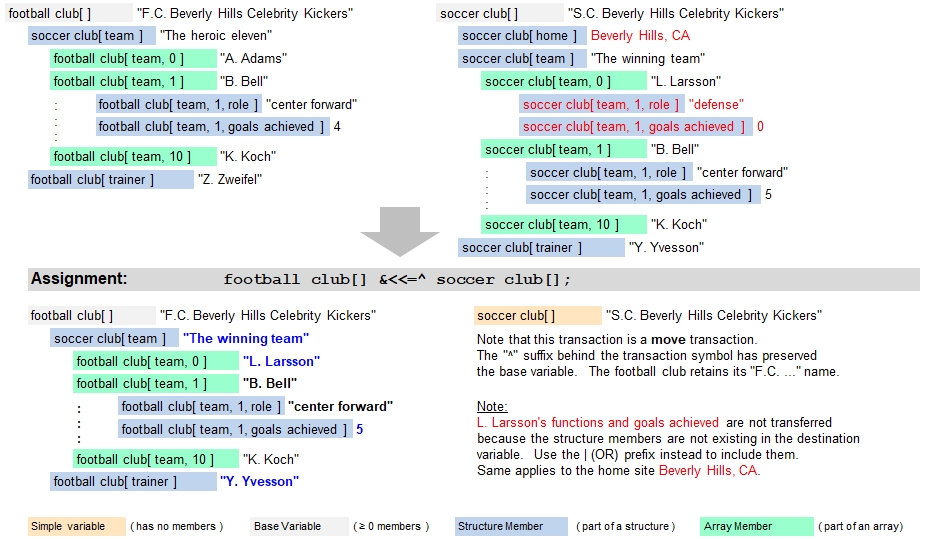 football club[ ] "F.C. Beverly Hills Celebrity Kickers"
soccer club[ team ] "The heroic eleven"
football club[ team, 0 ] "A. Adams"
football club[ team, 1 ] "B. Bell"
football club[ team, 1, role ] "center forward"
football club[ team, 1, goals achieved ] 4
football club[ team, 10 ] "K. Koch"
football club[ trainer ] "Z. Zweifel"
soccer club[ ] "S.C. Beverly Hills Celebrity Kickers"
soccer club[ home ] Beverly Hills, CA
soccer club[ team ] "The winning team"
soccer club[ team, 0 ] "L. Larsson"
soccer club[ team, 1, role ] "defense"
soccer club[ team, 1, goals achieved ] 0
soccer club[ team, 1 ] "B. Bell"
soccer club[ team, 1, role ] "center forward"
soccer club[ team, 1, goals achieved ] 5
soccer club[ team, 10 ] "K. Koch"
soccer club[ trainer ] "Y. Yvesson"
Assignment: football club[] &<<=^ soccer club[];
football club[ ] "F.C. Beverly Hills Celebrity Kickers"
soccer club[ team ] "The winning team"
football club[ team, 0 ] "L. Larsson"
football club[ team, 1 ] "B. Bell"
football club[ team, 1, role ] "center forward"
football club[ team, 1, goals achieved ] 5
football club[ team, 10 ] "K. Koch"
football club[ trainer ] "Y. Yvesson"
soccer club[ ] "S.C. Beverly Hills Celebrity Kickers"
Note that this transaction is a move transaction.
The "^" suffix behind the transaction symbol has preserved
the base variable. The football club retains its "F.C. ..." name.
Note:
L. Larsson's functions and goals achieved are not transferred
because the structure members are not existing in the destination
variable. Use the | (OR) prefix instead to include them.
Same applies to the home site Beverly Hills, CA.
Simple variable ( has no members ) Base Variable ( ≥ 0 members ) Structure Member ( part of a structure ) Array Member ( part of an array)